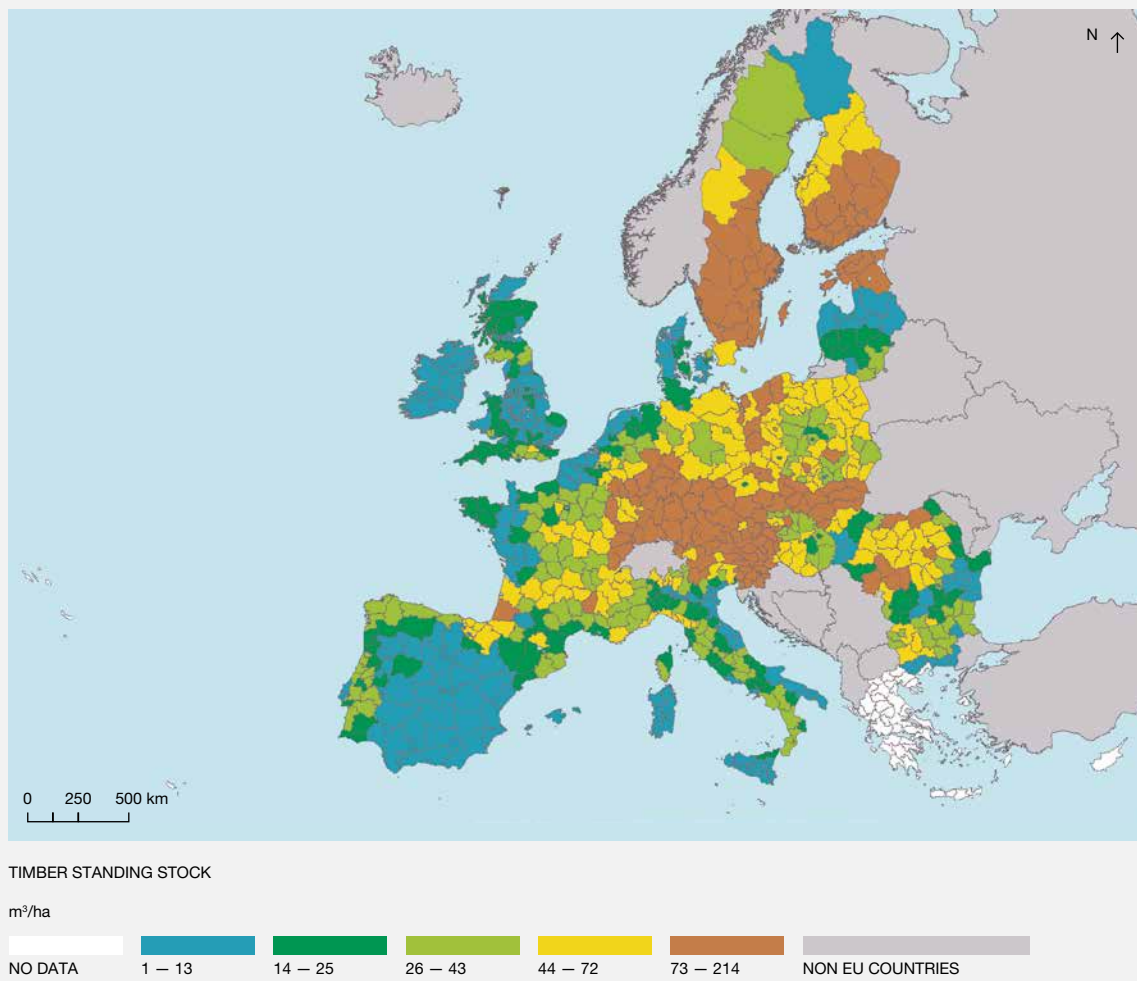 N
0 250 500 km
TIMBER STANDING STOCK
m³/ha
NO DATA 1 — 13 14 — 25 26 — 43 44 — 72 73 — 214 NON EU COUNTRIES